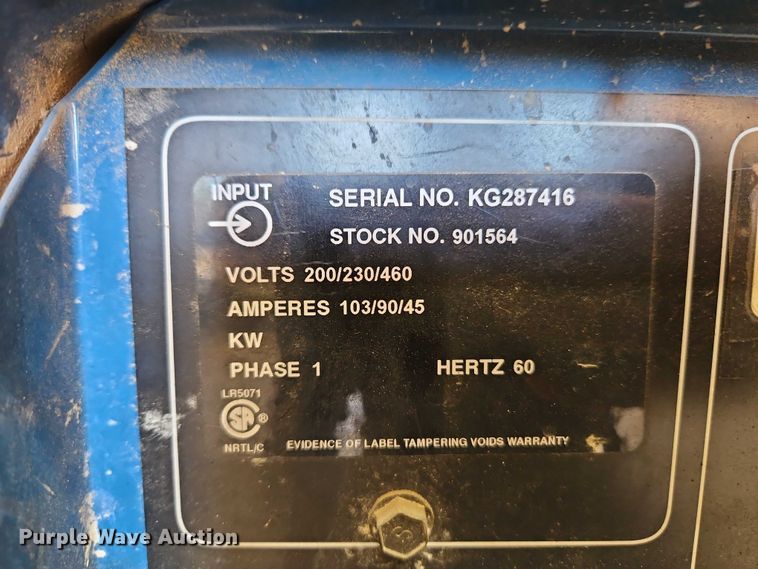 INPUT
SERIAL NO. KG287416
STOCK NO. 901564
VOLTS 200/230/460
AMPERES 103/90/45
KW
PHASE 1 HERTZ 60
LR5071
SA ®
NRTL/C
EVIDENCE OF LABEL TAMPERING VOIDS WARRANTY
S
Purple Wave Auction